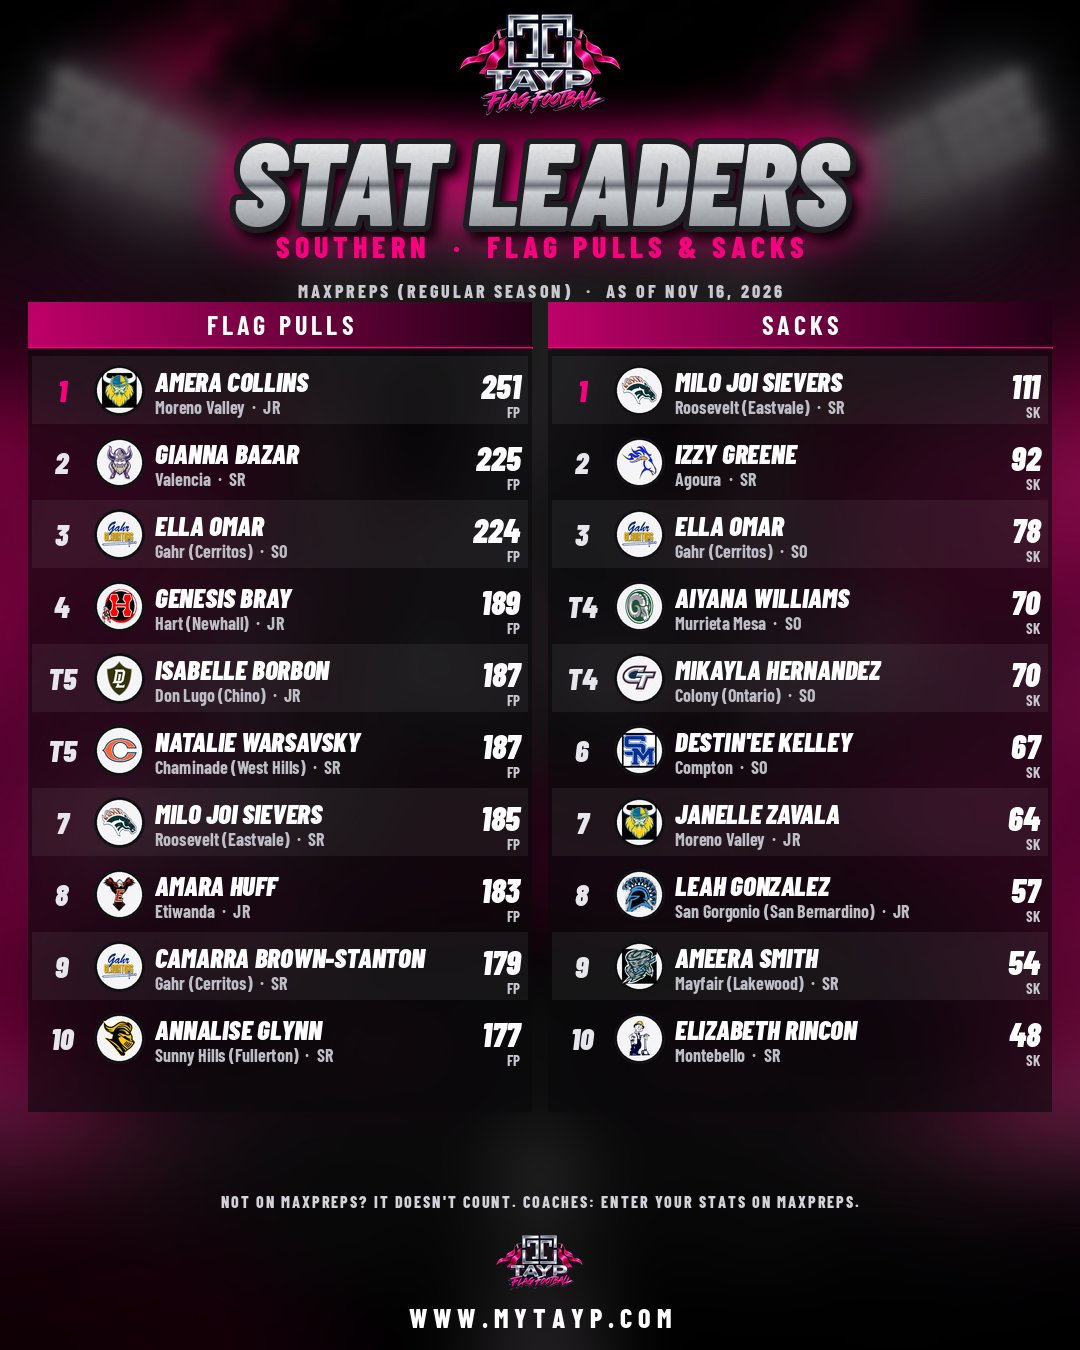 TAYP
FLAG FOOTBALL
STAT LEADERS
SOUTHERN · FLAG PULLS & SACKS
MAXPREPS (REGULAR SEASON) · AS OF NOV 16, 2026
FLAG PULLS
1 AMERA COLLINS 251
Moreno Valley · JR FP
2 GIANNA BAZAR 225
Valencia · SR FP
3 Gahr ELLA OMAR 224
Gahr (Cerritos) · SO FP
4 H GENESIS BRAY 189
Hart (Newhall) · JR FP
T5 DL ISABELLE BORBON 187
Don Lugo (Chino) · JR FP
T5 C NATALIE WARSAVSKY 187
Chaminade (West Hills) · SR FP
7 MILO JOI SIEVERS 185
Roosevelt (Eastvale) · SR FP
8 E AMARA HUFF 183
Etiwanda · JR FP
9 Gahr CAMARRA BROWN-STANTON 179
Gahr (Cerritos) · SR FP
10 ANNALISE GLYNN 177
Sunny Hills (Fullerton) · SR FP
SACKS
1 MILO JOI SIEVERS 111
Roosevelt (Eastvale) · SR SK
2 IZZY GREENE 92
Agoura · SR SK
3 Gahr ELLA OMAR 78
Gahr (Cerritos) · SO SK
T4 AIYANA WILLIAMS 70
Murrieta Mesa · SO SK
T4 CT MIKAYLA HERNANDEZ 70
Colony (Ontario) · SO SK
6 SM DESTIN'EE KELLEY 67
Compton · SO SK
7 JANELLE ZAVALA 64
Moreno Valley · JR SK
8 LEAH GONZALEZ 57
San Gorgonio (San Bernardino) · JR SK
9 AMEERA SMITH 54
Mayfair (Lakewood) · SR SK
10 ELIZABETH RINCON 48
Montebello · SR SK
NOT ON MAXPREPS? IT DOESN'T COUNT. COACHES: ENTER YOUR STATS ON MAXPREPS.
TAYP
FLAG FOOTBALL
WWW.MYTAYP.COM